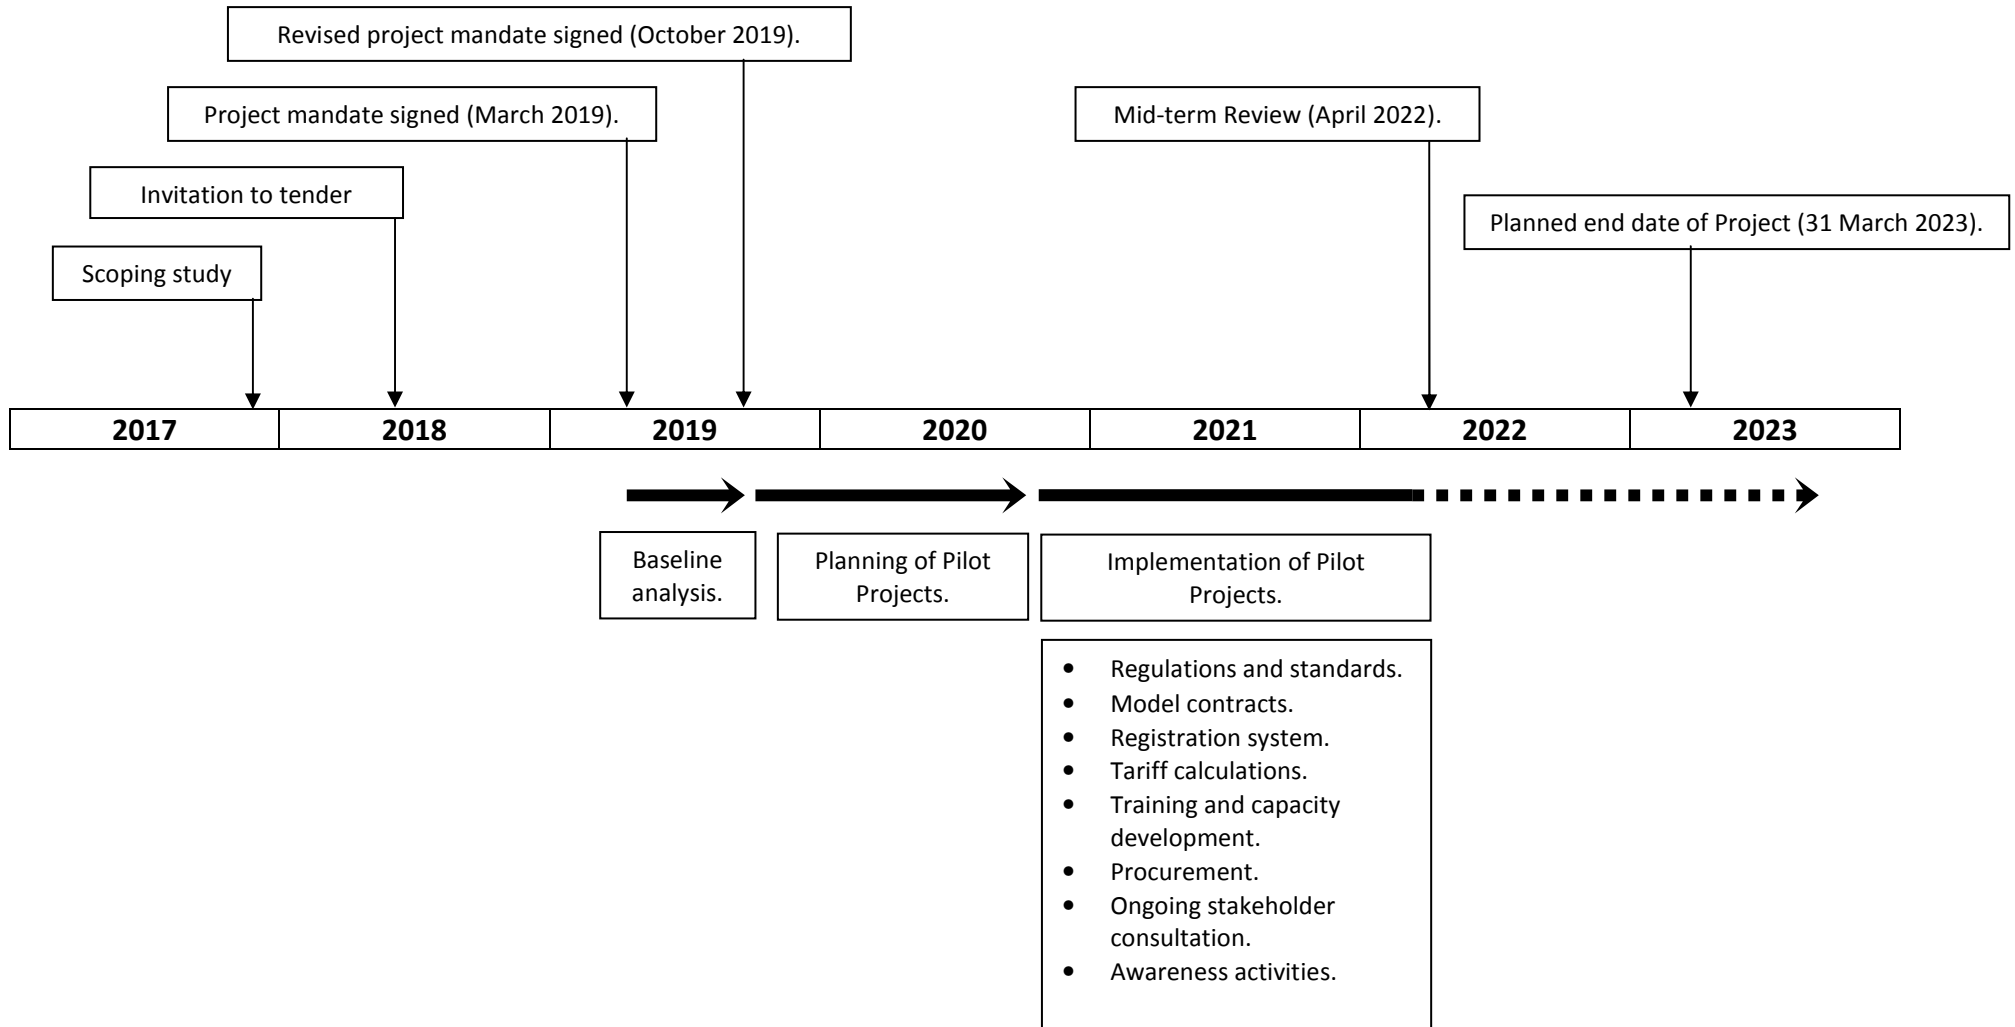 Revised project mandate signed (October 2019).
Project mandate signed (March 2019).
Mid-term Review (April 2022).
Invitation to tender
Planned end date of Project (31 March 2023).
Scoping study
2017 2018 2019 2020 2021 2022 2023
Baseline
analysis.
Planning of Pilot
Projects.
Implementation of Pilot
Projects.
• Regulations and standards.
• Model contracts.
• Registration system.
• Tariff calculations.
• Training and capacity
development.
• Procurement.
• Ongoing stakeholder
consultation.
• Awareness activities.